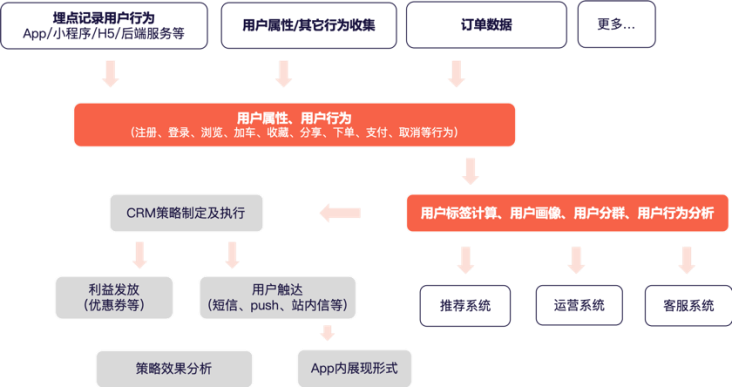 埋点记录用户行为
App/小程序/H5/后端服务等
用户属性/其它行为收集
订单数据
更多...
用户属性、用户行为
（注册、登录、浏览、加车、收藏、分享、下单、支付、取消等行为）
CRM策略制定及执行
用户标签计算、用户画像、用户分群、用户行为分析
利益发放
（优惠券等）
用户触达
（短信、push、站内信等）
推荐系统
运营系统
客服系统
策略效果分析
App内展现形式